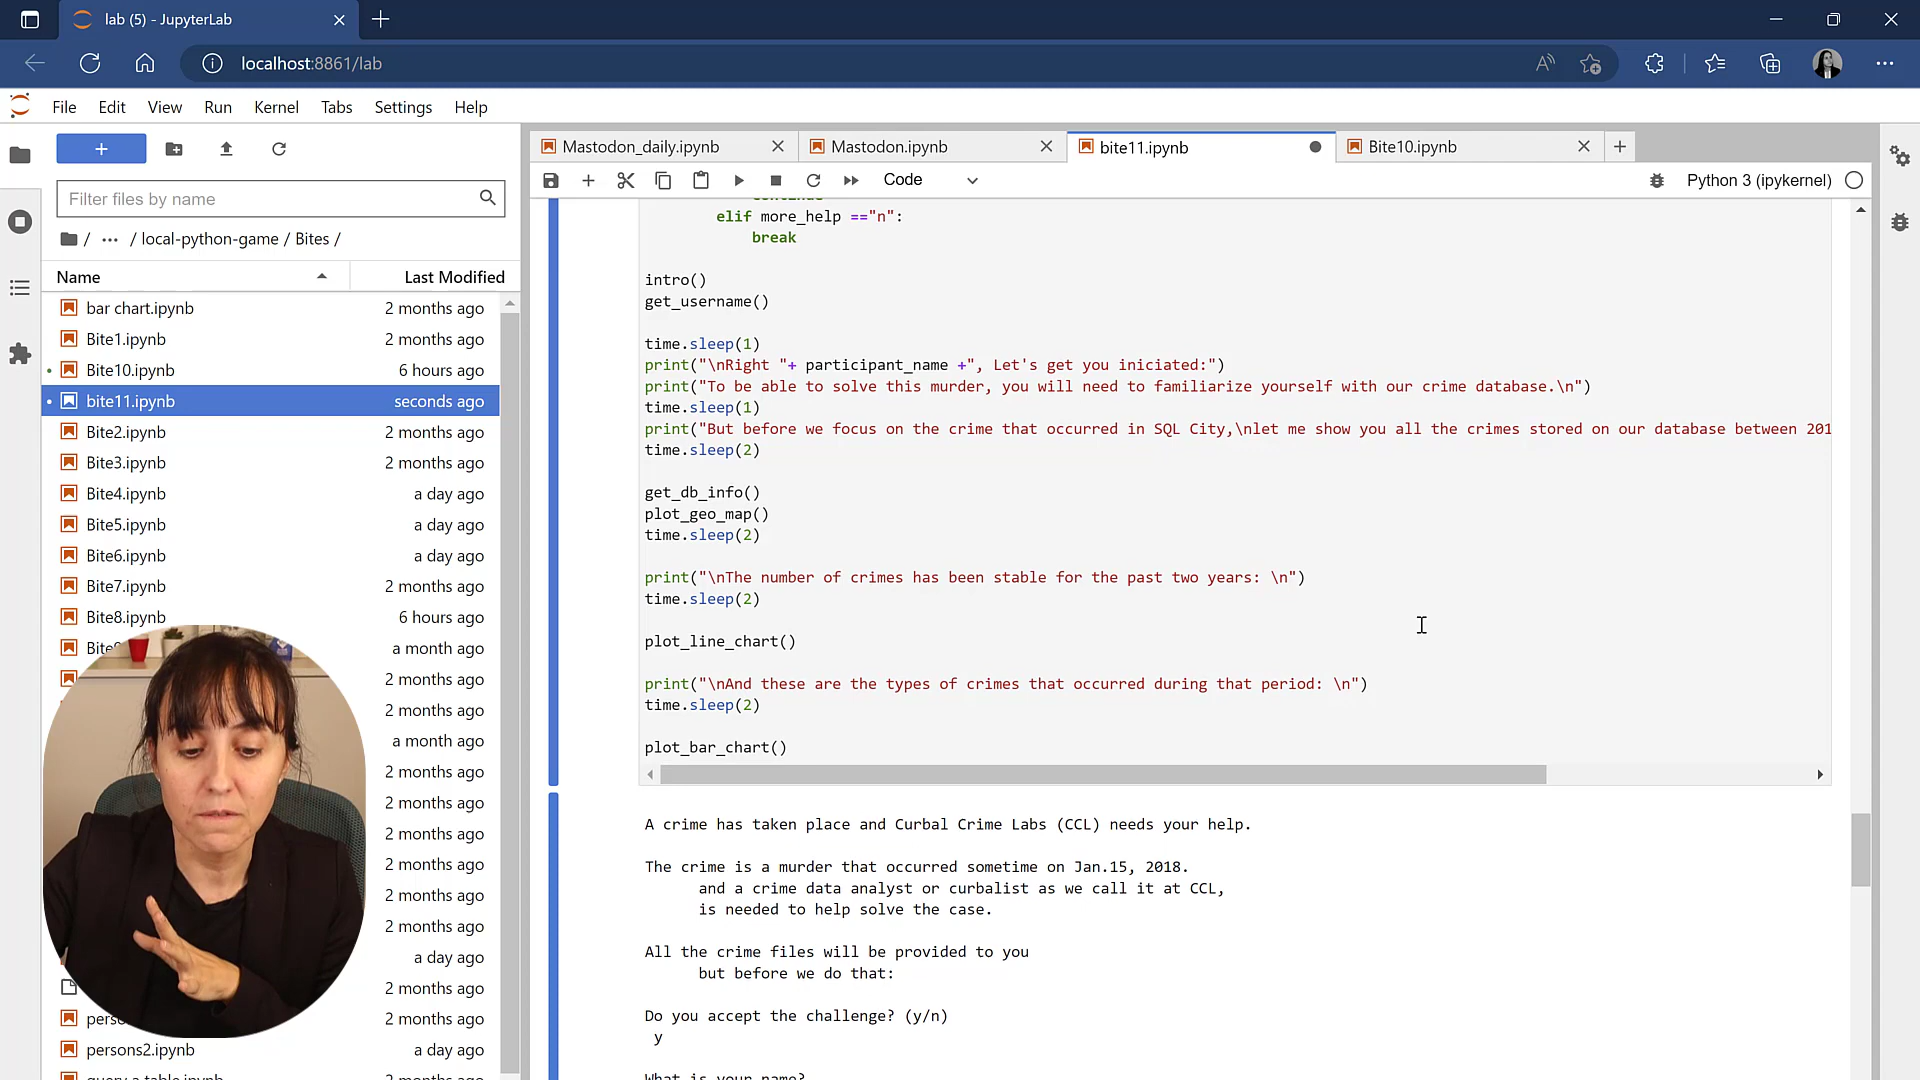 lab (5) - JupyterLab
localhost:8861/lab
File Edit View Run Kernel Tabs Settings Help
Mastodon_daily.ipynb Mastodon.ipynb bite11.ipynb Bite10.ipynb
Code Python 3 (ipykernel)
Filter files by name
/ ... / local-python-game / Bites /
Name Last Modified
bar chart.ipynb 2 months ago
Bite1.ipynb 2 months ago
Bite10.ipynb 6 hours ago
bite11.ipynb seconds ago
Bite2.ipynb 2 months ago
Bite3.ipynb 2 months ago
Bite4.ipynb a day ago
Bite5.ipynb a day ago
Bite6.ipynb a day ago
Bite7.ipynb 2 months ago
Bite8.ipynb 6 hours ago
a month ago
2 months ago
2 months ago
a month ago
2 months ago
2 months ago
2 months ago
2 months ago
2 months ago
2 months ago
a day ago
2 months ago
2 months ago
persons2.ipynb a day ago
continue
elif more_help =="n":
break
intro()
get_username()
time.sleep(1)
print("\nRight "+ participant_name +", Let's get you iniciated:")
print("To be able to solve this murder, you will need to familiarize yourself with our crime database.\n")
time.sleep(1)
print("But before we focus on the crime that occurred in SQL City,\nlet me show you all the crimes stored on our database between 201
time.sleep(2)
get_db_info()
plot_geo_map()
time.sleep(2)
print("\nThe number of crimes has been stable for the past two years: \n")
time.sleep(2)
plot_line_chart()
print("\nAnd these are the types of crimes that occurred during that period: \n")
time.sleep(2)
plot_bar_chart()
A crime has taken place and Curbal Crime Labs (CCL) needs your help.
The crime is a murder that occurred sometime on Jan.15, 2018.
and a crime data analyst or curbalist as we call it at CCL,
is needed to help solve the case.
All the crime files will be provided to you
but before we do that:
Do you accept the challenge? (y/n)
y
What is your name?